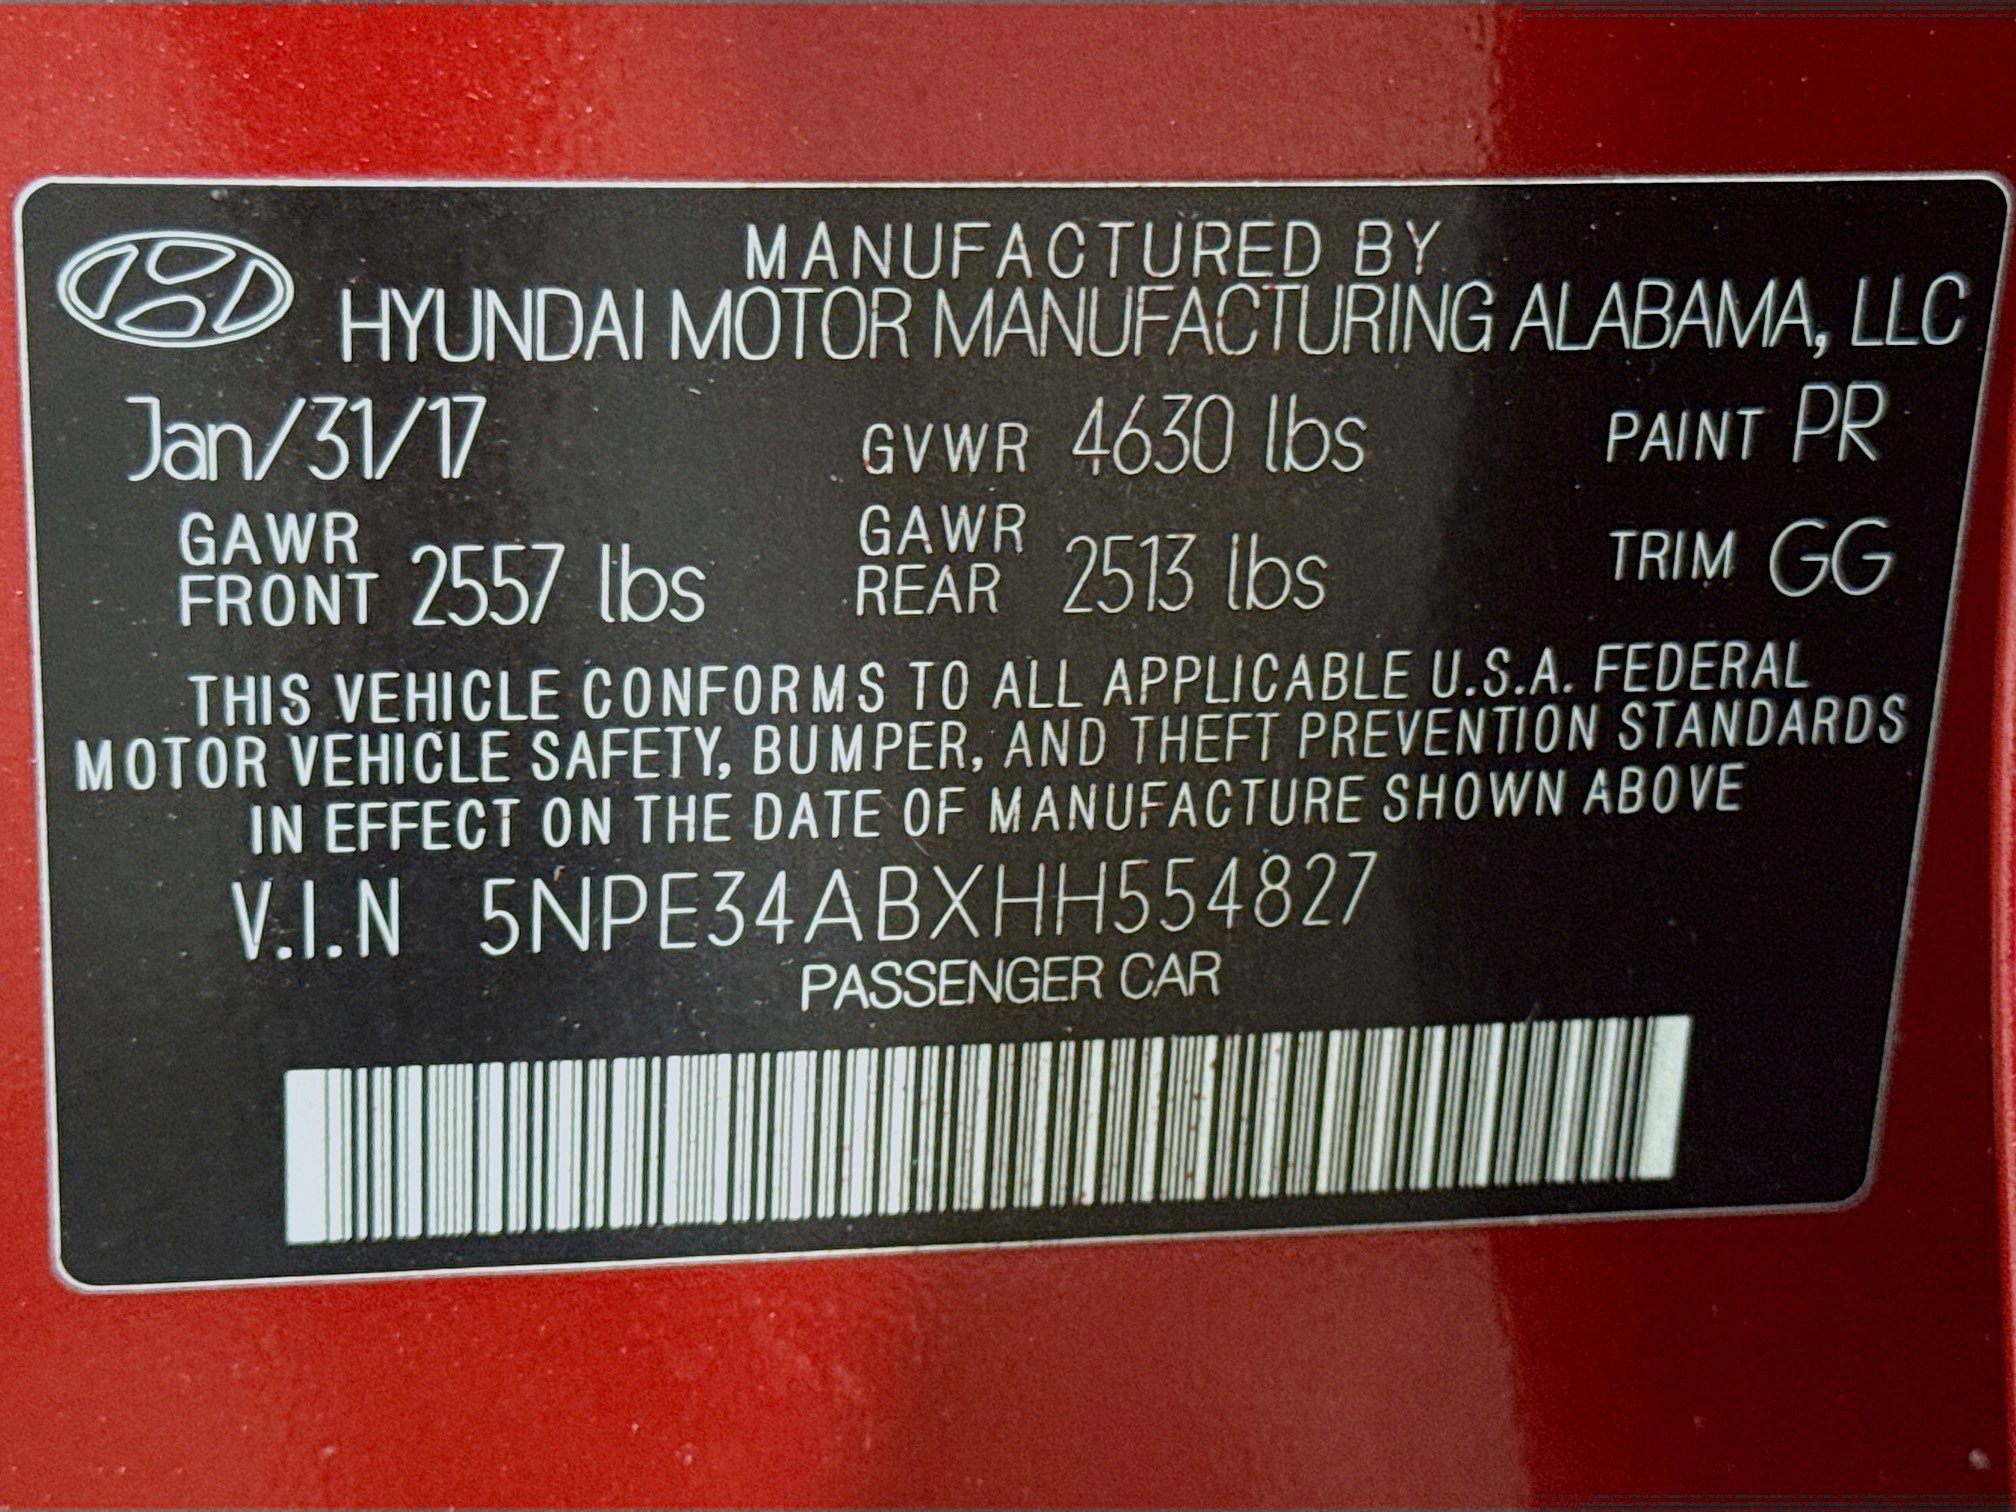 MANUFACTURED BY
HYUNDAI MOTOR MANUFACTURING ALABAMA, LLC
Jan/31/17 GVWR 4630 lbs PAINT PR
GAWR FRONT 2557 lbs GAWR REAR 2513 lbs TRIM GG
THIS VEHICLE CONFORMS TO ALL APPLICABLE U.S.A. FEDERAL
MOTOR VEHICLE SAFETY, BUMPER, AND THEFT PREVENTION STANDARDS
IN EFFECT ON THE DATE OF MANUFACTURE SHOWN ABOVE
V.I.N 5NPE34ABXHH554827
PASSENGER CAR